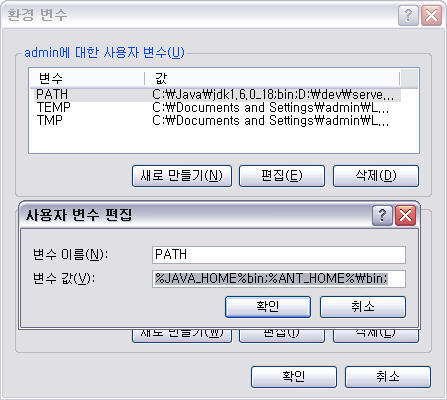 환경 변수
admin에 대한 사용자 변수(U)
변수 값
PATH C:₩Java₩jdk1.6.0_18;bin;D:₩dev₩serve...
TEMP C:₩Documents and Settings₩admin₩L...
TMP C:₩Documents and Settings₩admin₩L...
새로 만들기(N) 편집(E) 삭제(D)
사용자 변수 편집
변수 이름(N): PATH
변수 값(V): %JAVA_HOME%bin;%ANT_HOME%₩bin;
확인 취소
새로 만들기(W) 편집(I) 삭제(L)
확인 취소